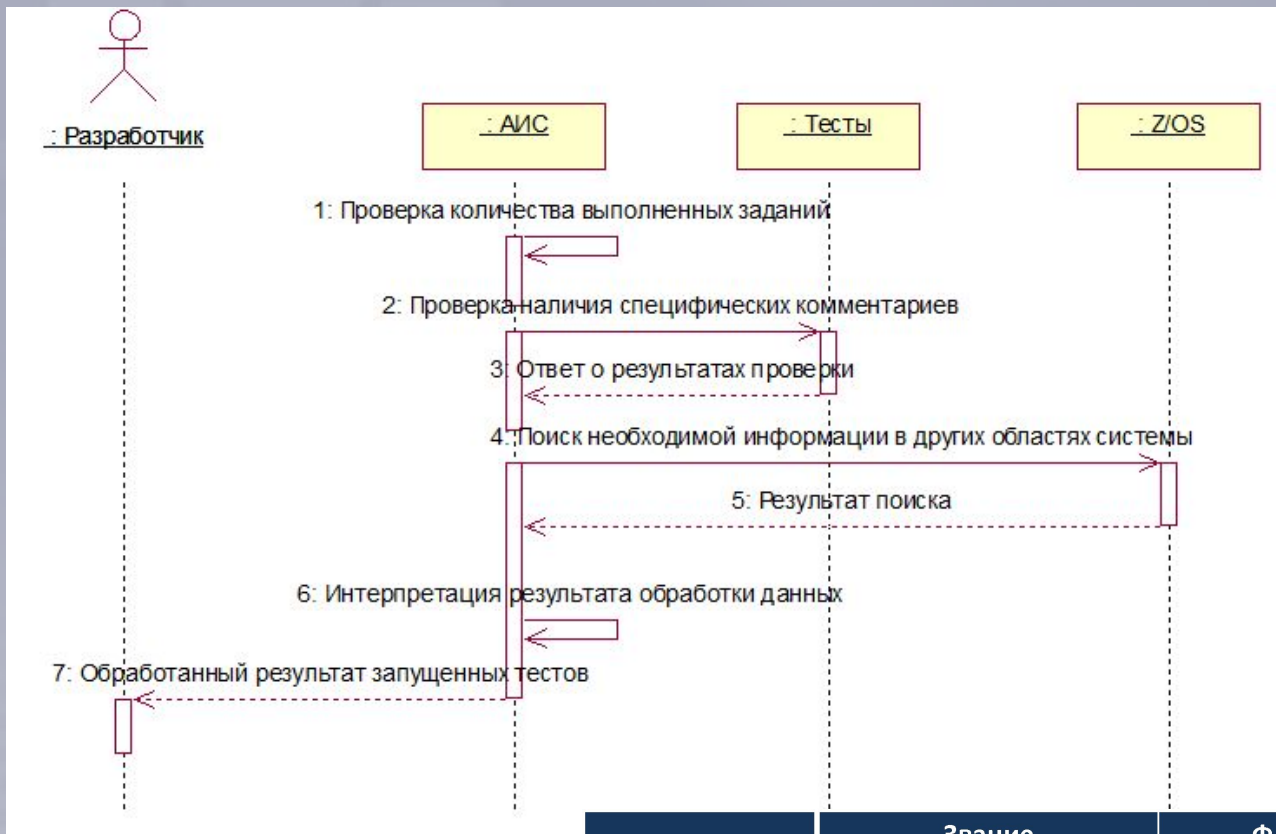 : Разработчик
: АИС
: Тесты
: Z/OS
1: Проверка количества выполненных заданий
2: Проверка наличия специфических комментариев
3: Ответ о результатах проверки
4: Поиск необходимой информации в других областях системы
5: Результат поиска
6: Интерпретация результата обработки данных
7: Обработанный результат запущенных тестов
Звание